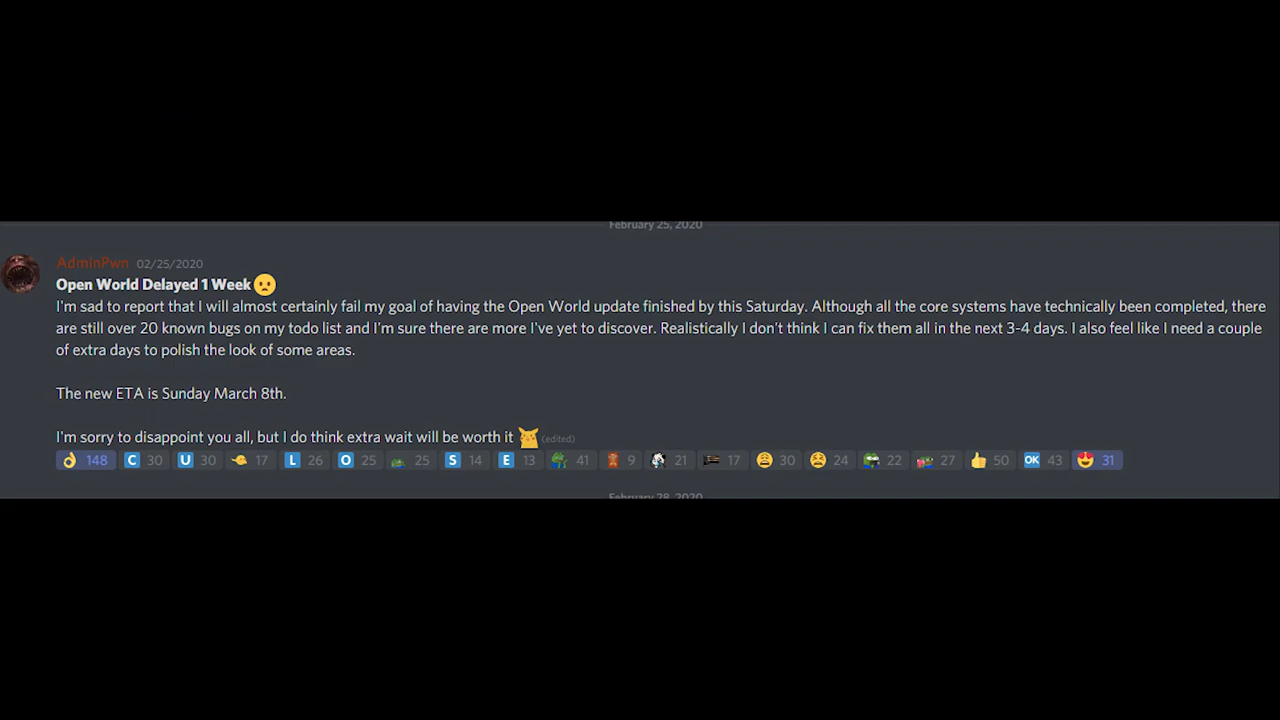 February 25, 2020
AdminPwn 02/25/2020
Open World Delayed 1 Week
I'm sad to report that I will almost certainly fail my goal of having the Open World update finished by this Saturday. Although all the core systems have technically been completed, there
are still over 20 known bugs on my todo list and I'm sure there are more I've yet to discover. Realistically I don't think I can fix them all in the next 3-4 days. I also feel like I need a couple
of extra days to polish the look of some areas.
The new ETA is Sunday March 8th.
I'm sorry to disappoint you all, but I do think extra wait will be worth it (edited)
148 C 30 U 30 17 L 26 O 25 25 S 14 E 13 41 9 21 17 30 24 22 27 50 OK 43 31
February 28, 2020